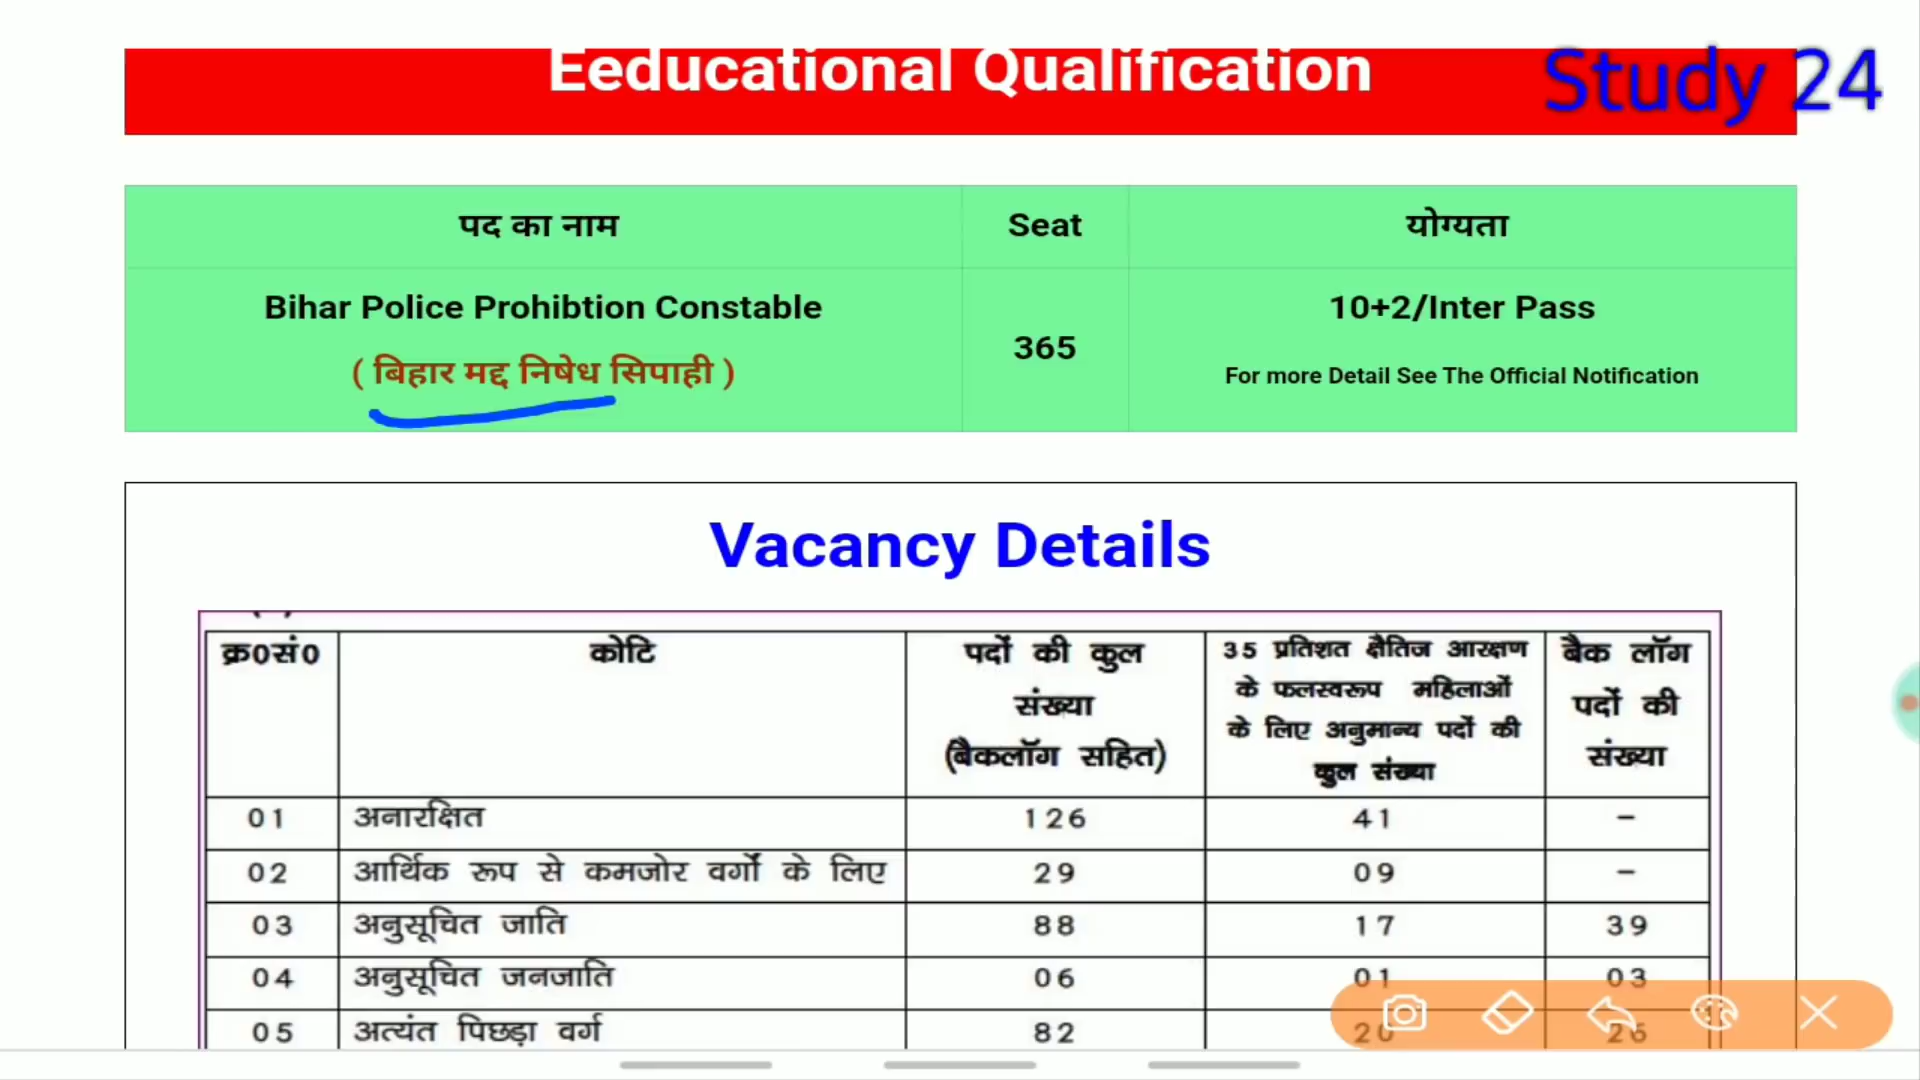 Eeducational Qualification
Study 24
पद का नाम Seat योग्यता
Bihar Police Prohibtion Constable
( बिहार मद्द निषेध सिपाही )
365
10+2/Inter Pass
For more Detail See The Official Notification
Vacancy Details
क्र0सं0
कोटि
पदों की कुल
संख्या
(बैकलॉग सहित)
35 प्रतिशत क्षैतिज आरक्षण
के फलस्वरूप महिलाओं
के लिए अनुमान्य पदों की
कुल संख्या
बैक लॉग
पदों की
संख्या
01 अनारक्षित 126 41 –
02 आर्थिक रूप से कमजोर वर्गों के लिए 29 09 –
03 अनुसूचित जाति 88 17 39
04 अनुसूचित जनजाति 06 01 03
05 अत्यंत पिछड़ा वर्ग 82 20 26